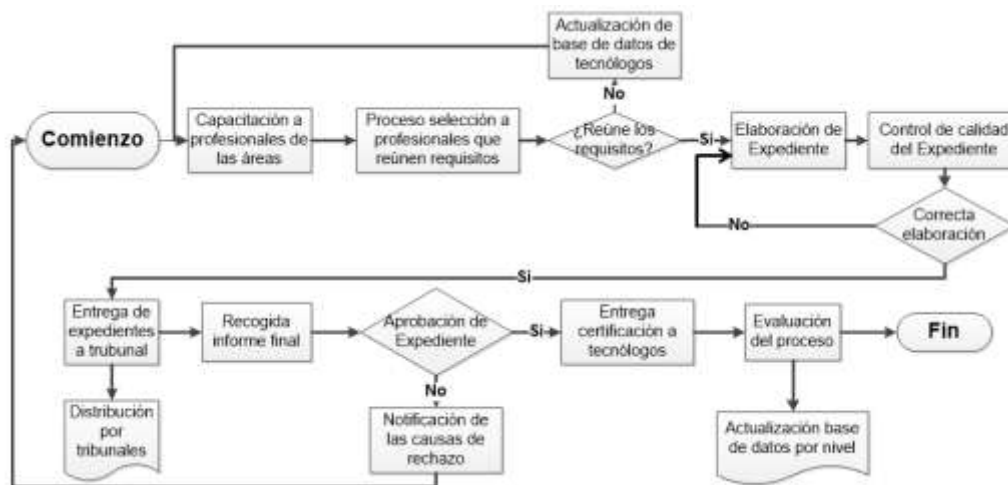 Actualización de
base de datos de
tecnólogos
No
Comienzo
Capacitación a
profesionales de
las áreas
Proceso selección a
profesionales que
reúnen requisitos
¿Reúne los
requisitos?
Si
Elaboración de
Expediente
Control de calidad
del Expediente
No
Correcta
elaboración
Si
Entrega de
expedientes
a trubunal
Recogida
informe final
Aprobación de
Expediente
Si
Entrega
certificación a
tecnólogos
Evaluación
del proceso
Fin
No
Distribución
por
tribunales
Notificación de
las causas de
rechazo
Actualización base
de datos por nivel